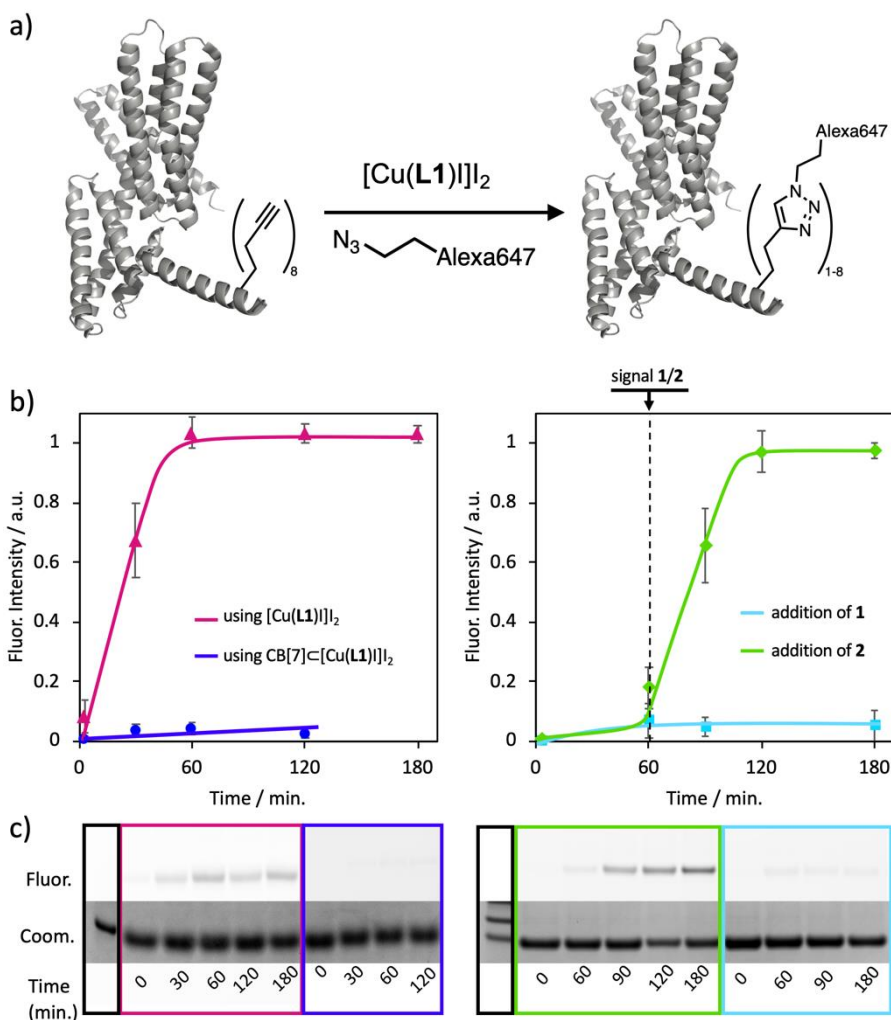 a)
[Cu(L1)I]I₂
N₃
Alexa647
8
Alexa647
N
N
N
1-8
b)
signal 1/2
Fluor. Intensity / a.u.
1
0.8
0.6
0.4
0.2
0
using [Cu(L1)I]I₂
using CB[7]⊂[Cu(L1)I]I₂
0 60 120 180
Time / min.
Fluor. Intensity / a.u.
1
0.8
0.6
0.4
0.2
0
addition of 1
addition of 2
0 60 120 180
Time / min.
c)
Fluor.
Coom.
Time
(min.)
0 30 60 120 180 0 30 60 120
0 60 90 120 180 0 60 90 180